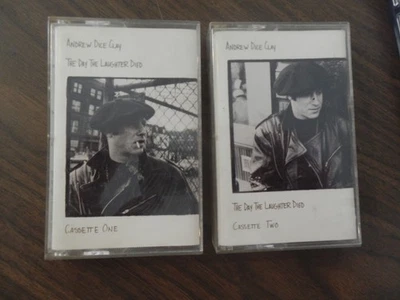 ANDREW DICE CLAY
THE DAY THE LAUGHTER DIED
CASSETTE ONE
ANDREW DICE CLAY
THE DAY THE LAUGHTER DIED
CASSETTE TWO